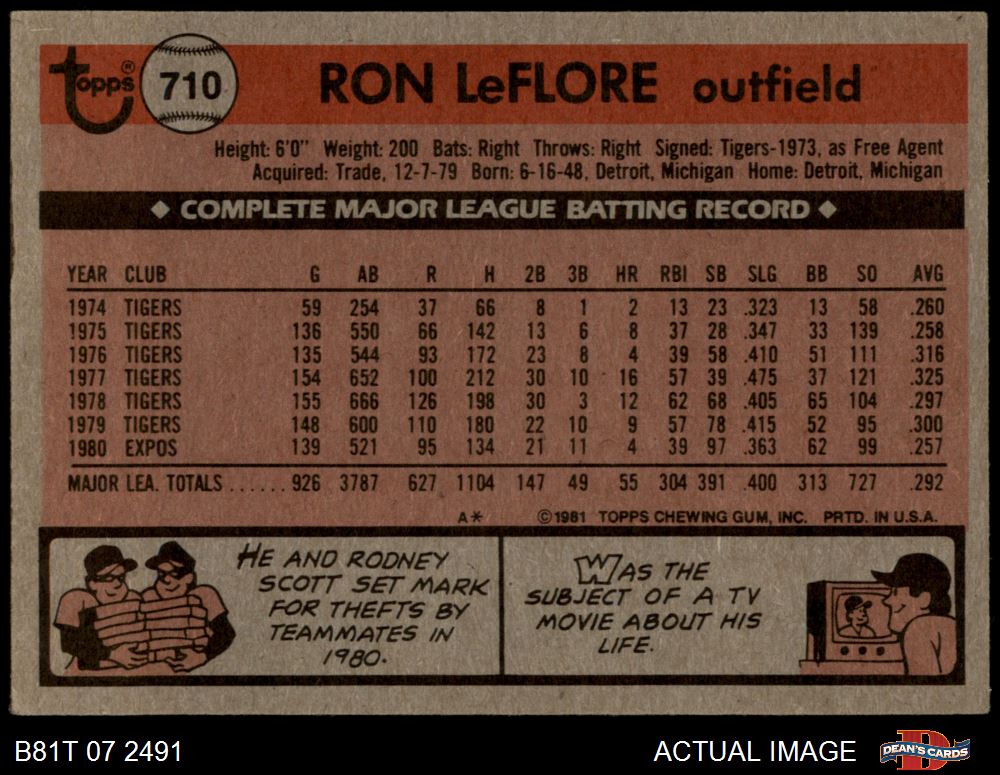 Topps® 710 RON LeFLORE outfield
Height: 6'0" Weight: 200 Bats: Right Throws: Right Signed: Tigers-1973, as Free Agent
Acquired: Trade, 12-7-79 Born: 6-16-48, Detroit, Michigan Home: Detroit, Michigan
◆ COMPLETE MAJOR LEAGUE BATTING RECORD ◆
YEAR CLUB G AB R H 2B 3B HR RBI SB SLG BB SO AVG
1974 TIGERS 59 254 37 66 8 1 2 13 23 .323 13 58 .260
1975 TIGERS 136 550 66 142 13 6 8 37 28 .347 33 139 .258
1976 TIGERS 135 544 93 172 23 8 4 39 58 .410 51 111 .316
1977 TIGERS 154 652 100 212 30 10 16 57 39 .475 37 121 .325
1978 TIGERS 155 666 126 198 30 3 12 62 68 .405 65 104 .297
1979 TIGERS 148 600 110 180 22 10 9 57 78 .415 52 95 .300
1980 EXPOS 139 521 95 134 21 11 4 39 97 .363 62 99 .257
MAJOR LEA. TOTALS ...... 926 3787 627 1104 147 49 55 304 391 .400 313 727 .292
A* ©1981 TOPPS CHEWING GUM, INC. PRTD. IN U.S.A.
HE AND RODNEY
SCOTT SET MARK
FOR THEFTS BY
TEAMMATES IN
1980.
WAS THE
SUBJECT OF A TV
MOVIE ABOUT HIS
LIFE.
B81T 07 2491 ACTUAL IMAGE DEAN'S CARDS